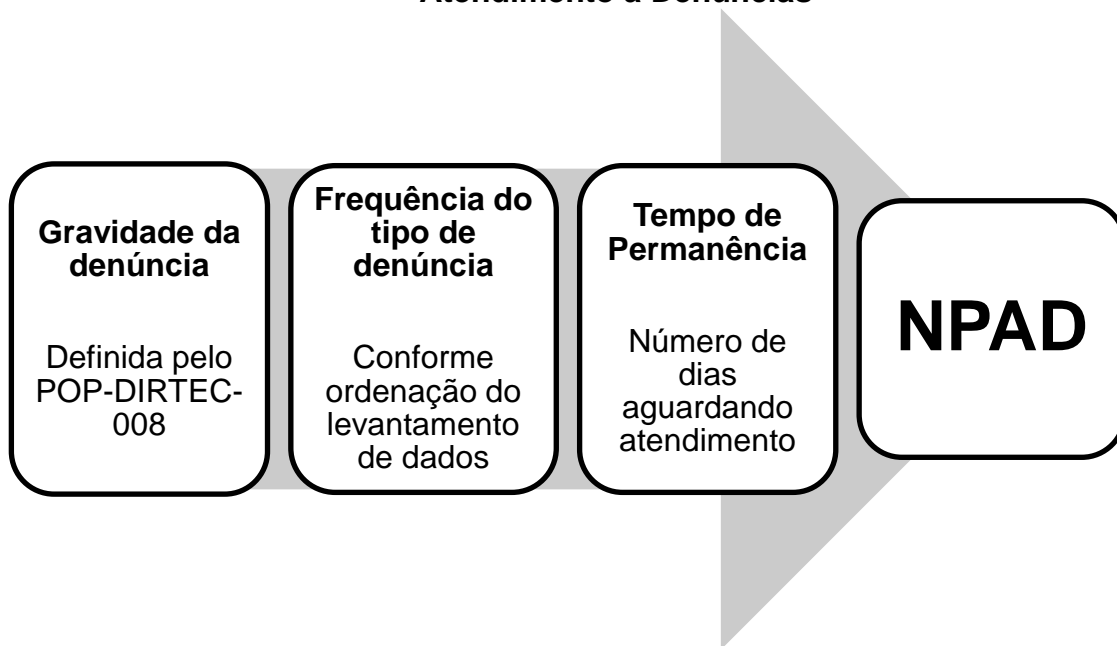 Atendimento a Denúncias
Gravidade da
denúncia
Definida pelo
POP-DIRTEC-
008
Frequência do
tipo de
denúncia
Conforme
ordenação do
levantamento
de dados
Tempo de
Permanência
Número de
dias
aguardando
atendimento
NPAD